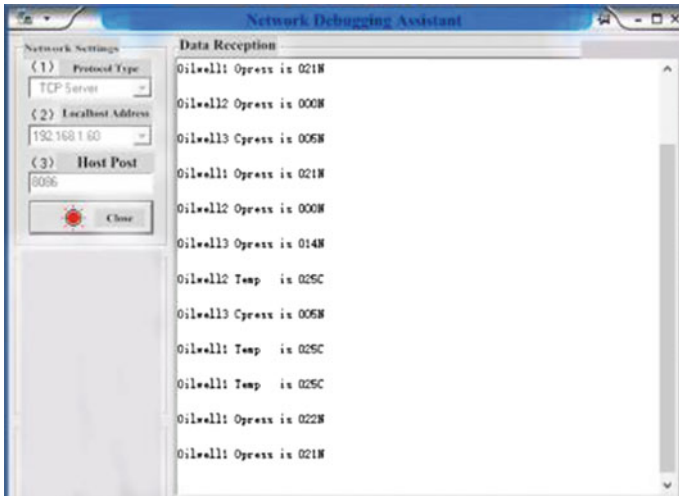 Network Debugging Assistant
Network Settings
(1) Protocol Type
TCP Server
(2) Localhost Address
192.168.1.60
(3) Host Post
8086
Close
Data Reception
Oilwell1 Opress is 021N
Oilwell2 Opress is 000N
Oilwell3 Cpress is 005N
Oilwell1 Opress is 021N
Oilwell2 Opress is 000N
Oilwell3 Opress is 014N
Oilwell2 Temp is 025C
Oilwell3 Cpress is 005N
Oilwell1 Temp is 025C
Oilwell1 Temp is 025C
Oilwell1 Opress is 022N
Oilwell1 Opress is 021N